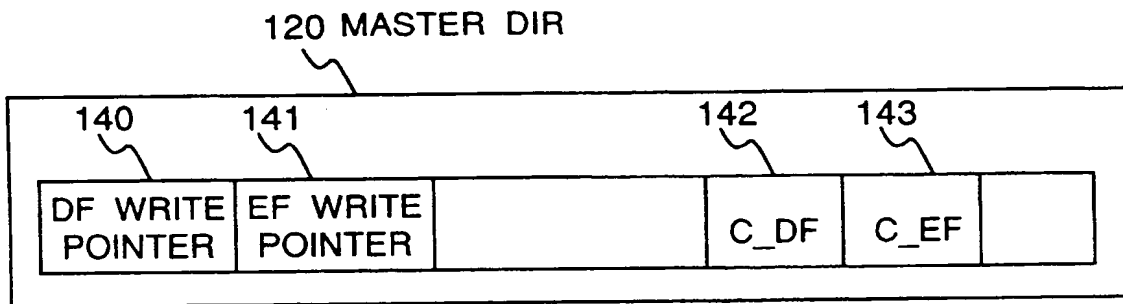 120 MASTER DIR
140 141 142 143
DF WRITE POINTER
EF WRITE POINTER
C_DF
C_EF